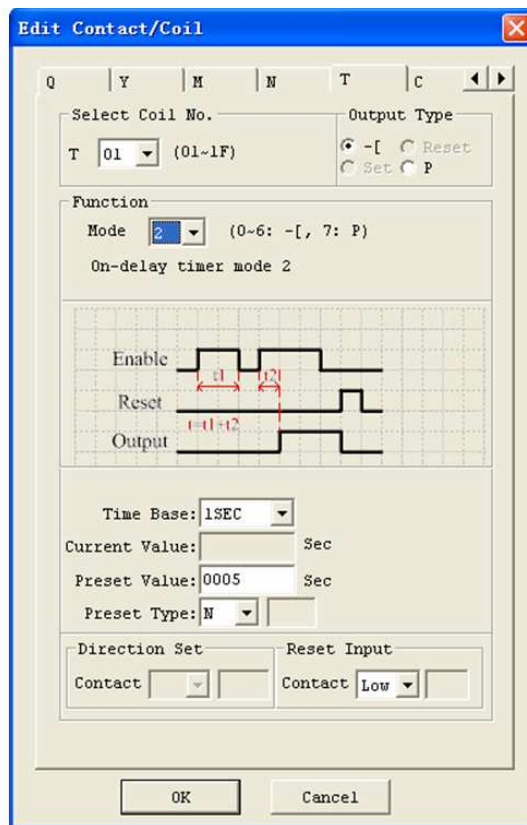 Edit Contact/Coil
Q Y M N T C
Select Coil No.
T 01 (01~1F)
Output Type
-[ Reset
Set P
Function
Mode 2 (0~6: -[, 7: P)
On-delay timer mode 2
Enable
t1 t2
Reset
t=t1+t2
Output
Time Base: 1SEC
Current Value: Sec
Preset Value: 0005 Sec
Preset Type: N
Direction Set
Contact
Reset Input
Contact Low
OK Cancel